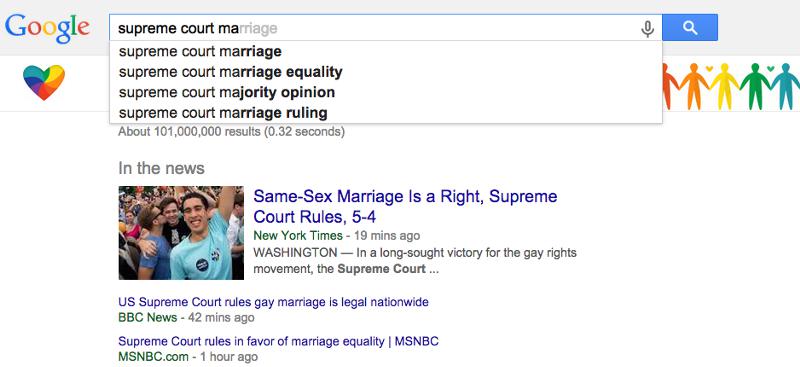 Google
supreme court marriage
supreme court marriage
supreme court marriage equality
supreme court majority opinion
supreme court marriage ruling
About 101,000,000 results (0.32 seconds)
In the news
Same-Sex Marriage Is a Right, Supreme
Court Rules, 5-4
New York Times - 19 mins ago
WASHINGTON — In a long-sought victory for the gay rights
movement, the Supreme Court ...
US Supreme Court rules gay marriage is legal nationwide
BBC News - 42 mins ago
Supreme Court rules in favor of marriage equality | MSNBC
MSNBC.com - 1 hour ago